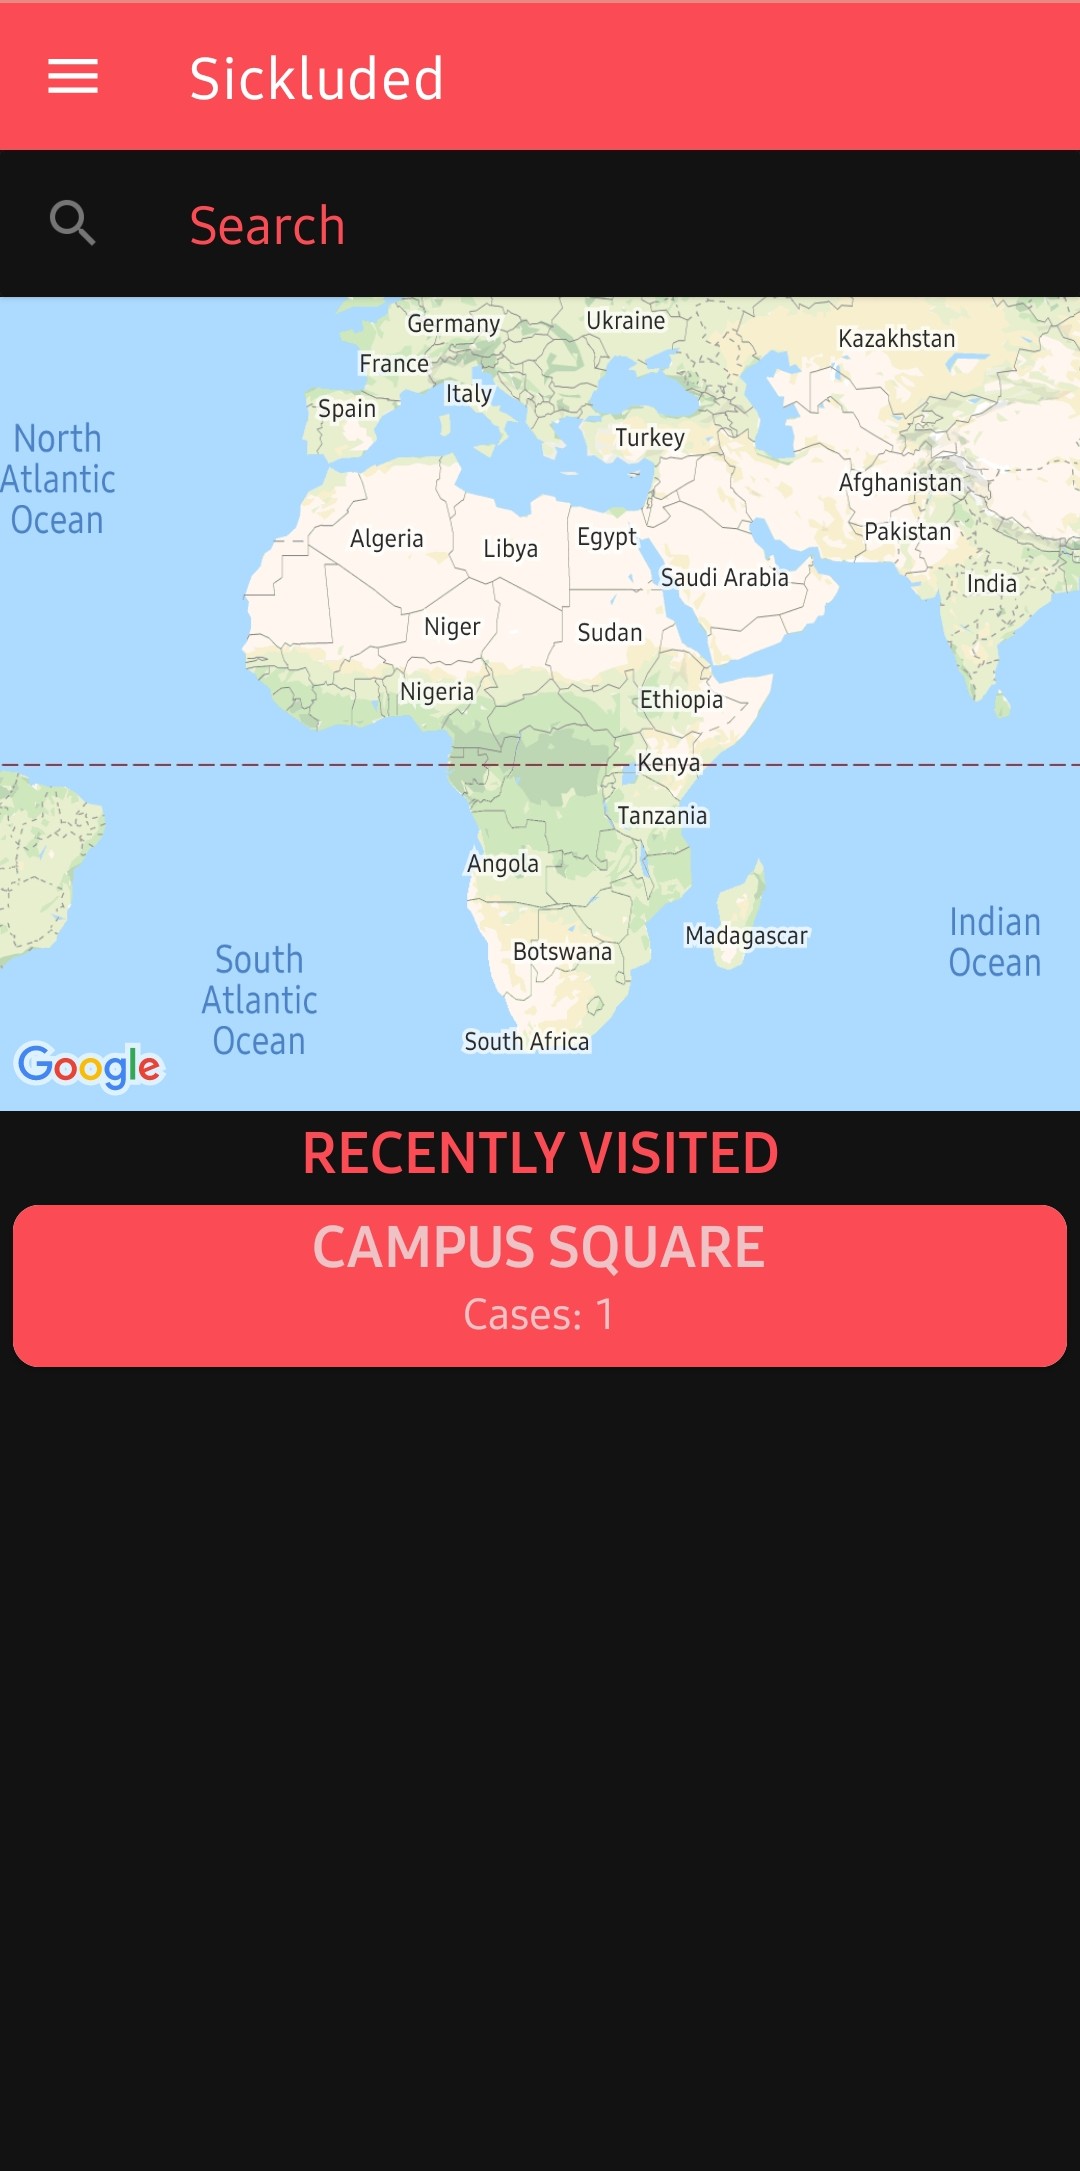 Sickluded
Search
Germany
Ukraine
Kazakhstan
France
Italy
Spain
Turkey
North
Atlantic
Ocean
Afghanistan
Pakistan
Algeria
Libya
Egypt
Saudi Arabia
India
Niger
Sudan
Nigeria
Ethiopia
Kenya
Tanzania
Angola
Madagascar
Indian
Ocean
Botswana
South
Atlantic
Ocean
South Africa
Google
RECENTLY VISITED
CAMPUS SQUARE
Cases: 1